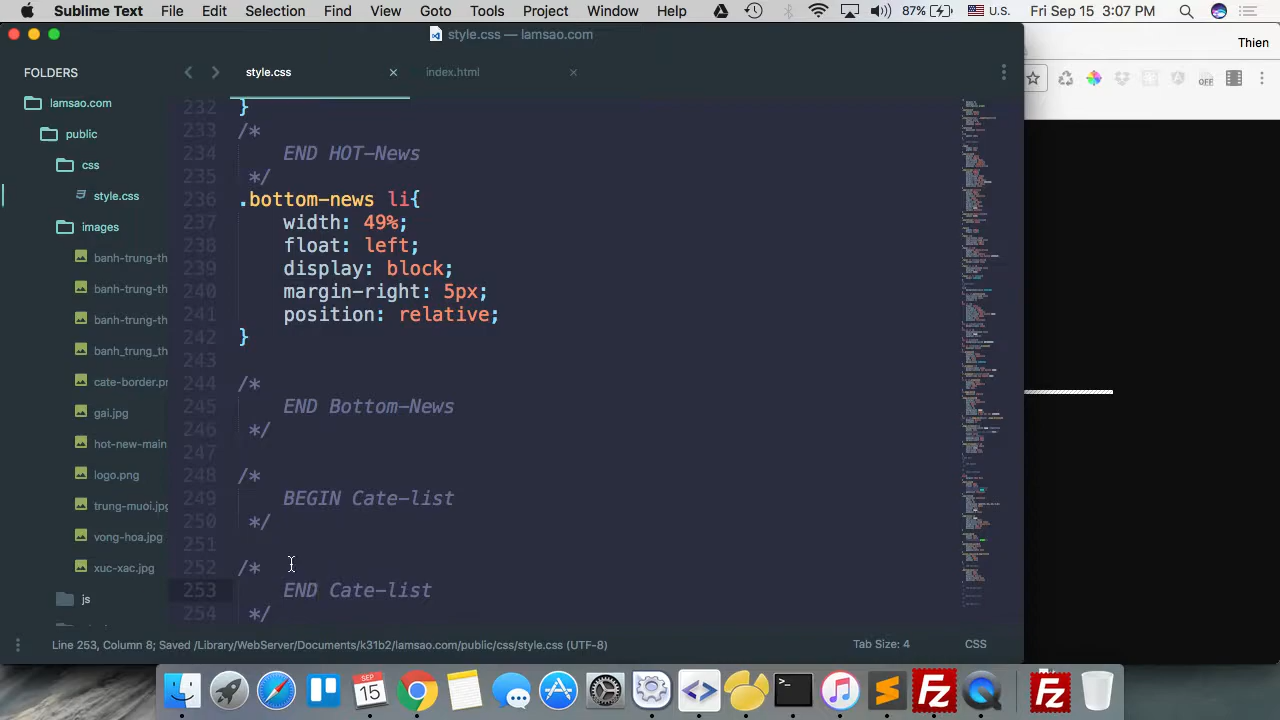 Sublime Text File Edit Selection Find View Goto Tools Project Window Help 87% U.S. Fri Sep 15 3:07 PM
style.css — lamsao.com
Thien
FOLDERS
style.css
index.html
lamsao.com
public
css
style.css
images
banh-trung-th
banh-trung-th
banh-trung-th
banh_trung_th
cate-border.pr
gai.jpg
hot-new-main
logo.png
trung-muoi.jpg
vong-hoa.jpg
xuc-xac.jpg
js
232 }
233 /*
234 END HOT-News
235 */
236 .bottom-news li{
237 width: 49%;
238 float: left;
239 display: block;
240 margin-right: 5px;
241 position: relative;
242 }
243
244 /*
245 END Bottom-News
246 */
247
248 /*
249 BEGIN Cate-list
250 */
251
252 /*
253 END Cate-list
254 */
OFF
Line 253, Column 8; Saved /Library/WebServer/Documents/k31b2/lamsao.com/public/css/style.css (UTF-8)
Tab Size: 4
CSS
SEP
15